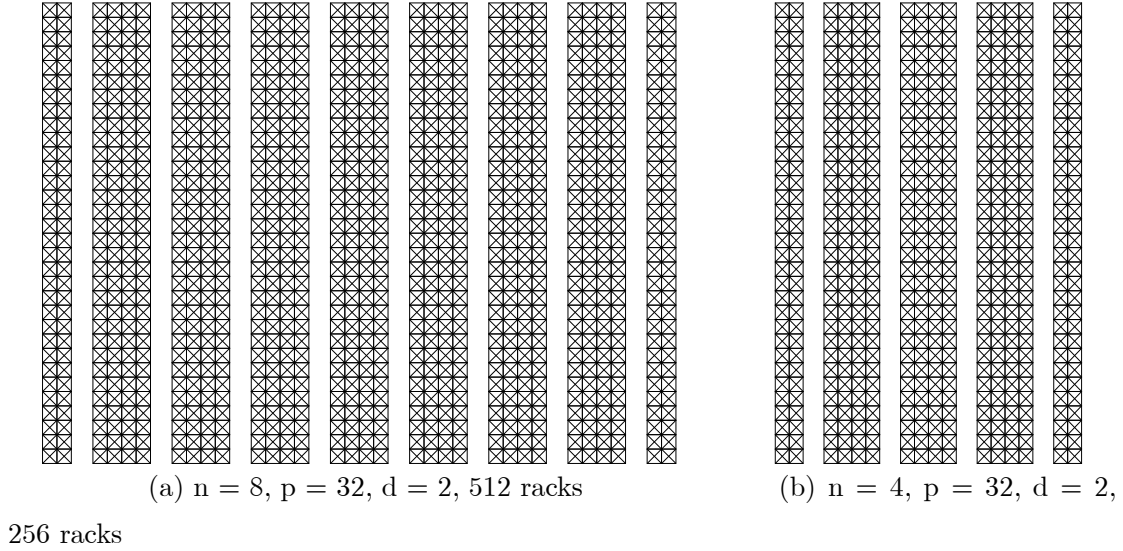 (a) n = 8, p = 32, d = 2, 512 racks
(b) n = 4, p = 32, d = 2,
256 racks